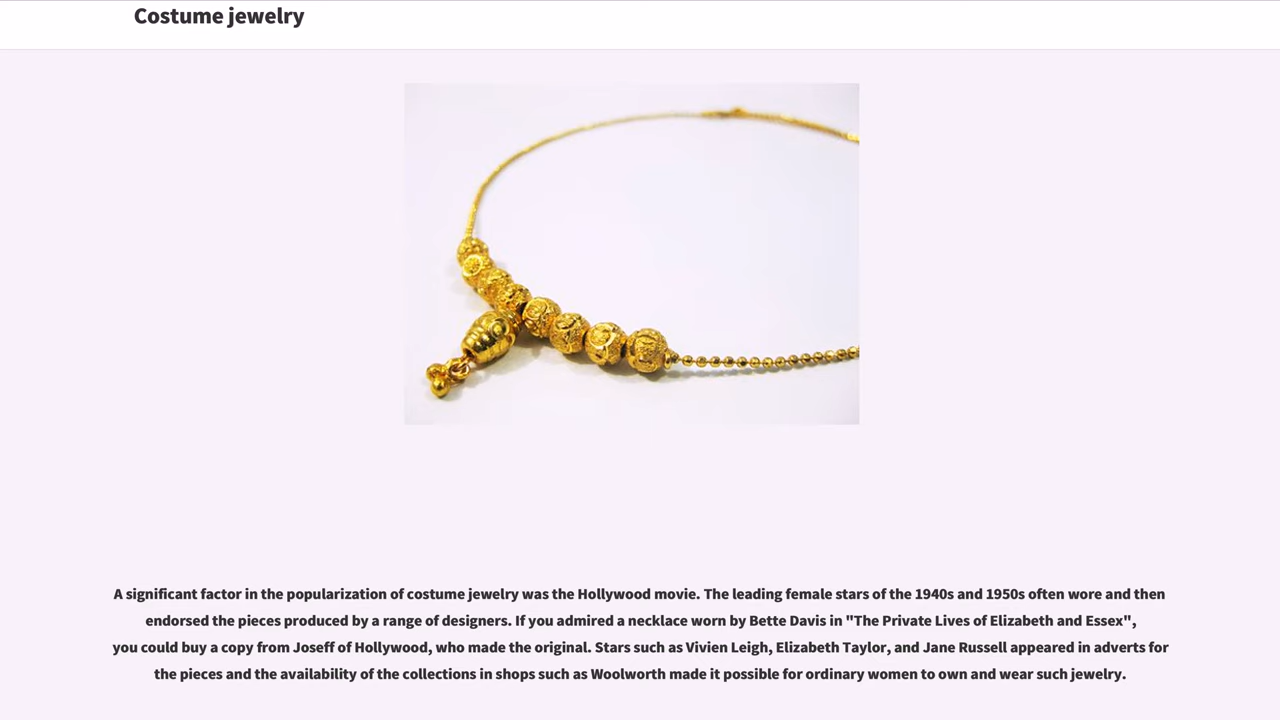 Costume jewelry
A significant factor in the popularization of costume jewelry was the Hollywood movie. The leading female stars of the 1940s and 1950s often wore and then
endorsed the pieces produced by a range of designers. If you admired a necklace worn by Bette Davis in "The Private Lives of Elizabeth and Essex",
you could buy a copy from Joseff of Hollywood, who made the original. Stars such as Vivien Leigh, Elizabeth Taylor, and Jane Russell appeared in adverts for
the pieces and the availability of the collections in shops such as Woolworth made it possible for ordinary women to own and wear such jewelry.